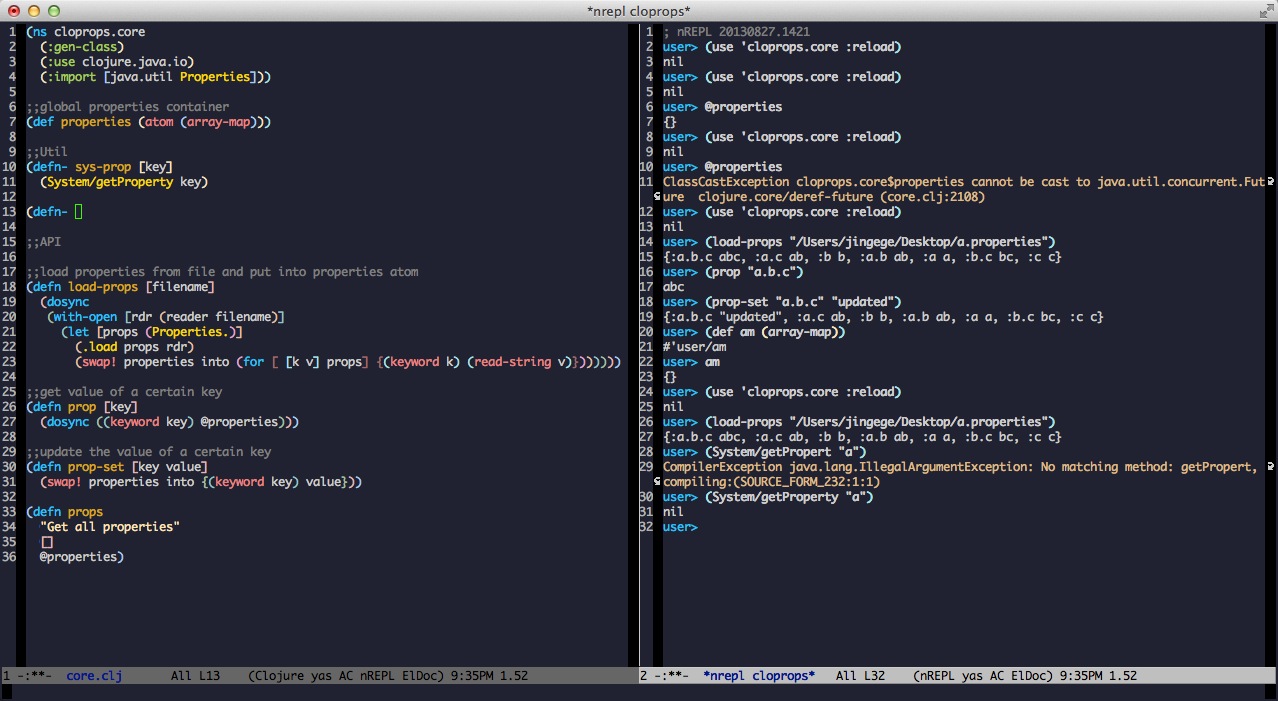 *nrepl cloprops*
1 (ns cloprops.core
2   (:gen-class)
3   (:use clojure.java.io)
4   (:import [java.util Properties]))
5
6 ;;global properties container
7 (def properties (atom (array-map)))
8
9 ;;Util
10 (defn- sys-prop [key]
11   (System/getProperty key)
12
13 (defn- 
14
15 ;;API
16
17 ;;load properties from file and put into properties atom
18 (defn load-props [filename]
19   (dosync
20    (with-open [rdr (reader filename)]
21      (let [props (Properties.)]
22        (.load props rdr)
23        (swap! properties into (for [ [k v] props] {(keyword k) (read-string v)}))))))
24
25 ;;get value of a certain key
26 (defn prop [key]
27   (dosync ((keyword key) @properties)))
28
29 ;;update the value of a certain key
30 (defn prop-set [key value]
31   (swap! properties into {(keyword key) value}))
32
33 (defn props
34   "Get all properties"
35   []
36   @properties)
1 -:**-  core.clj       All L13    (Clojure yas AC nREPL ElDoc) 9:35PM 1.52
1 ; nREPL 20130827.1421
2 user> (use 'cloprops.core :reload)
3 nil
4 user> (use 'cloprops.core :reload)
5 nil
6 user> @properties
7 {}
8 user> (use 'cloprops.core :reload)
9 nil
10 user> @properties
11 ClassCastException cloprops.core$properties cannot be cast to java.util.concurrent.Fut
ure  clojure.core/deref-future (core.clj:2108)
12 user> (use 'cloprops.core :reload)
13 nil
14 user> (load-props "/Users/jingege/Desktop/a.properties")
15 {:a.b.c abc, :a.c ab, :b b, :a.b ab, :a a, :b.c bc, :c c}
16 user> (prop "a.b.c")
17 abc
18 user> (prop-set "a.b.c" "updated")
19 {:a.b.c "updated", :a.c ab, :b b, :a.b ab, :a a, :b.c bc, :c c}
20 user> (def am (array-map))
21 #'user/am
22 user> am
23 {}
24 user> (use 'cloprops.core :reload)
25 nil
26 user> (load-props "/Users/jingege/Desktop/a.properties")
27 {:a.b.c abc, :a.c ab, :b b, :a.b ab, :a a, :b.c bc, :c c}
28 user> (System/getPropert "a")
29 CompilerException java.lang.IllegalArgumentException: No matching method: getPropert,
compiling:(SOURCE_FORM_232:1:1)
30 user> (System/getProperty "a")
31 nil
32 user>
2 -:**-  *nrepl cloprops*   All L32    (nREPL yas AC ElDoc) 9:35PM 1.52